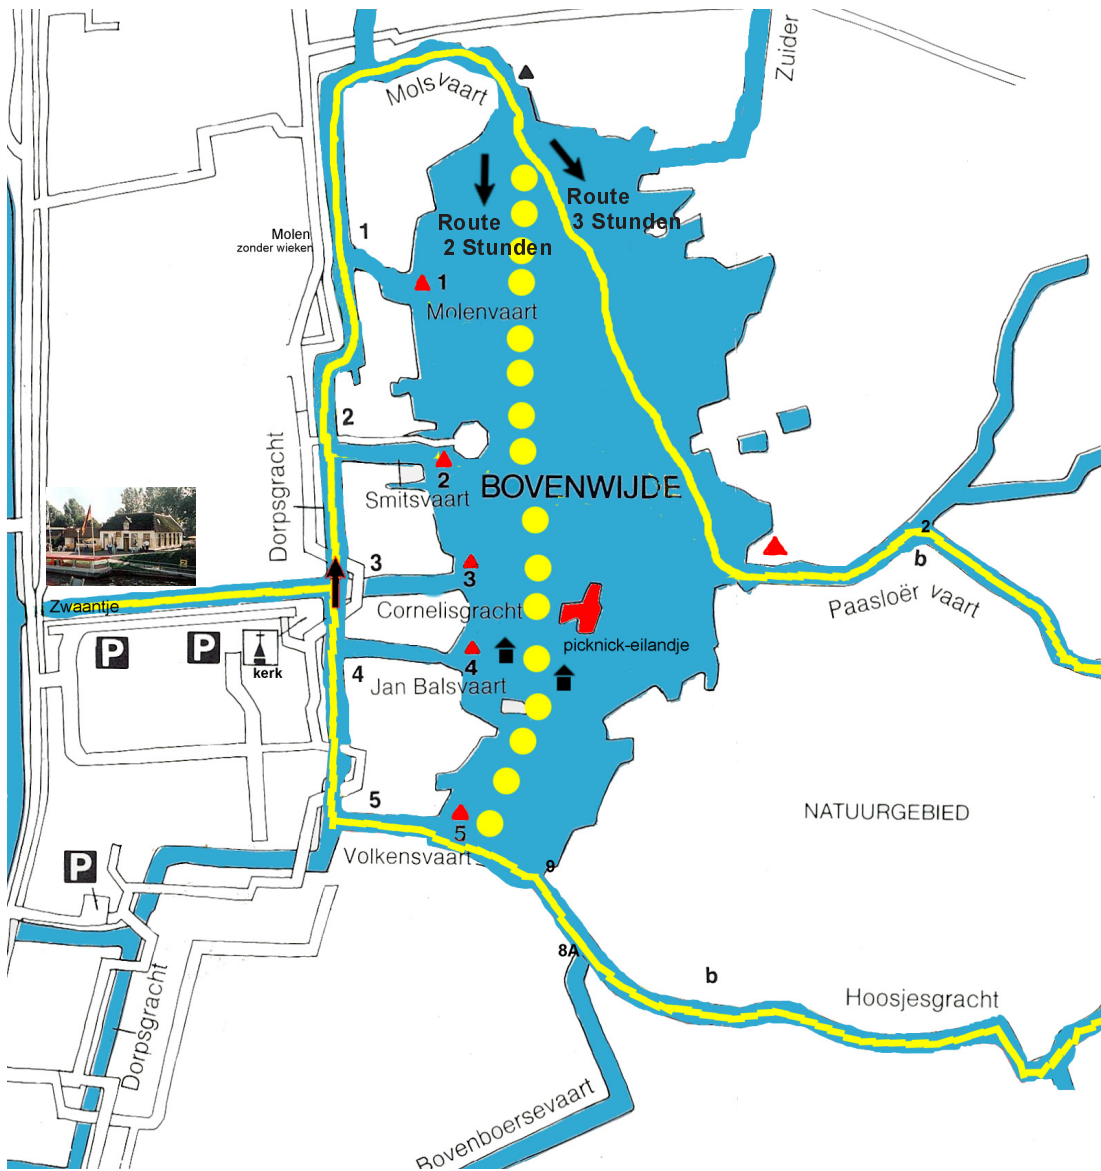 Zuider
Molsvaart
Route
3 Stunden
Route
2 Stunden
Molen
zonder wieken
1
1
Molenvaart
2
Dorpsgracht
2
Smitsvaart
BOVENWIJDE
2
b
Paasloër vaart
3
3
Cornelisgracht
Zwaantje
picknick-eilandje
P
P
kerk
4
4
Jan Balsvaart
5
5
NATUURGEBIED
Volkensvaart
9
P
8A
b
Hoosjesgracht
Dorpsgracht
Bovenboersevaart